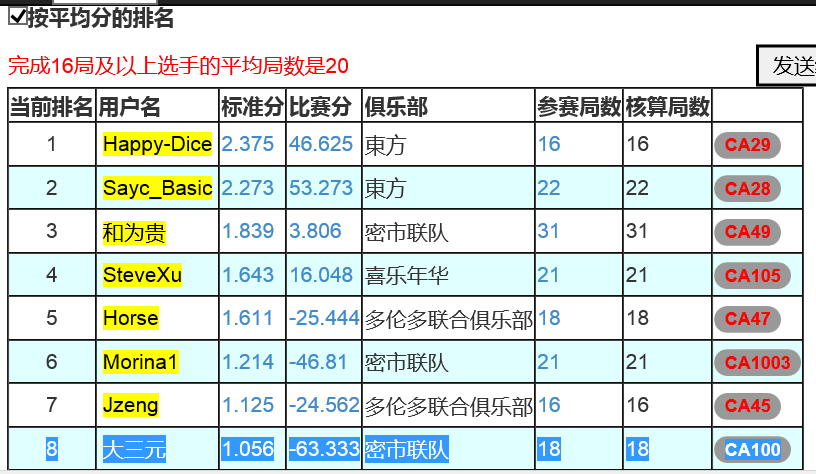 按平均分的排名
完成16局及以上选手的平均局数是20
发送
当前排名 用户名 标准分 比赛分 俱乐部 参赛局数 核算局数
1 Happy-Dice 2.375 46.625 東方 16 16 CA29
2 Sayc_Basic 2.273 53.273 東方 22 22 CA28
3 和为贵 1.839 3.806 密市联队 31 31 CA49
4 SteveXu 1.643 16.048 喜乐年华 21 21 CA105
5 Horse 1.611 -25.444 多伦多联合俱乐部 18 18 CA47
6 Morina1 1.214 -46.81 密市联队 21 21 CA1003
7 Jzeng 1.125 -24.562 多伦多联合俱乐部 16 16 CA45
8 大三元 1.056 -63.333 密市联队 18 18 CA100